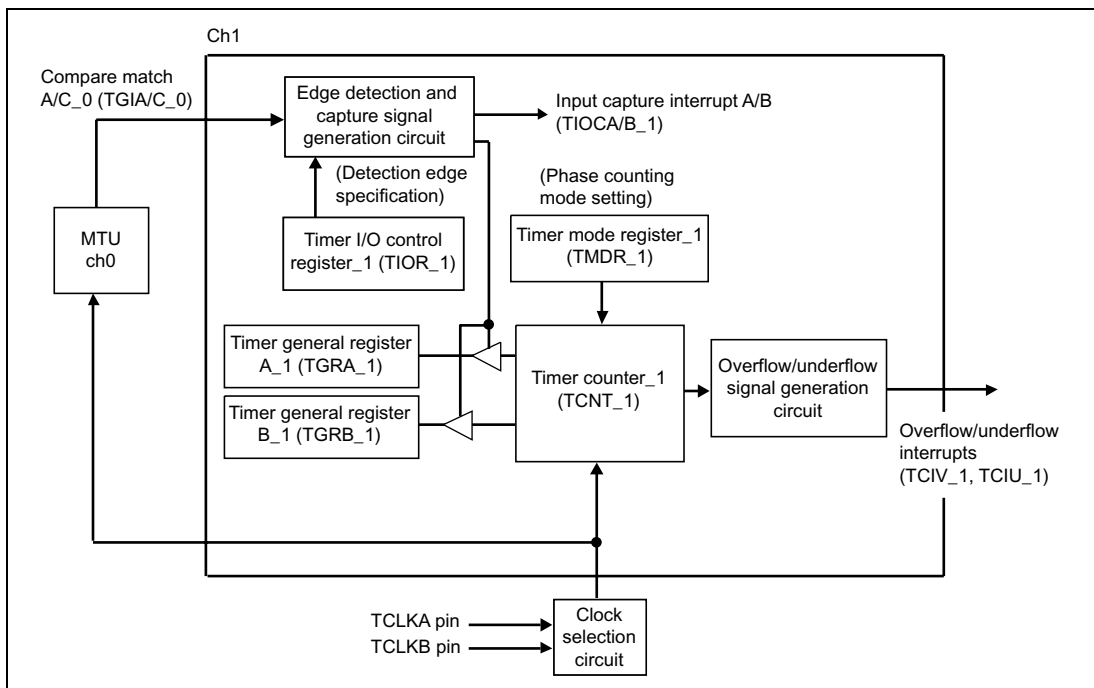 Ch1
Compare match
A/C_0 (TGIA/C_0)
Edge detection and
capture signal
generation circuit
Input capture interrupt A/B
(TIOCA/B_1)
(Detection edge
specification)
(Phase counting
mode setting)
MTU
ch0
Timer I/O control
register_1 (TIOR_1)
Timer mode register_1
(TMDR_1)
Timer general register
A_1 (TGRA_1)
Timer general register
B_1 (TGRB_1)
Timer counter_1
(TCNT_1)
Overflow/underflow
signal generation
circuit
Overflow/underflow
interrupts
(TCIV_1, TCIU_1)
TCLKA pin
TCLKB pin
Clock
selection
circuit